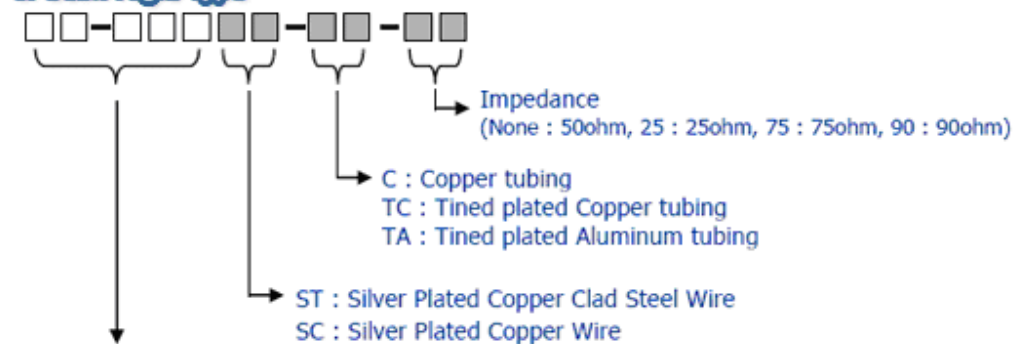 Impedance
(None : 50ohm, 25 : 25ohm, 75 : 75ohm, 90 : 90ohm)
C : Copper tubing
TC : Tined plated Copper tubing
TA : Tined plated Aluminum tubing
ST : Silver Plated Copper Clad Steel Wire
SC : Silver Plated Copper Wire